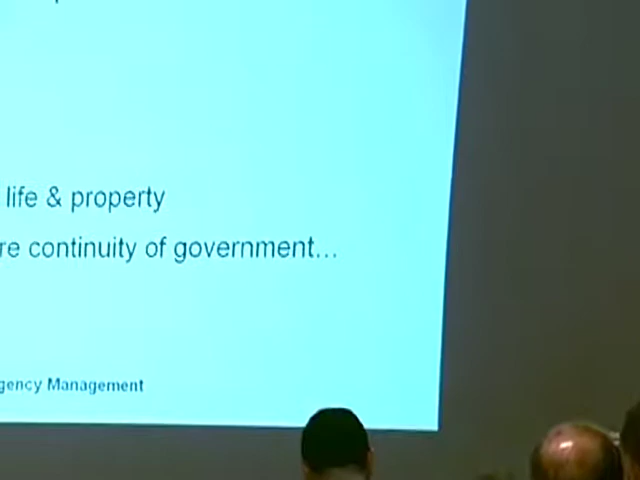 life & property
re continuity of government...
gency Management